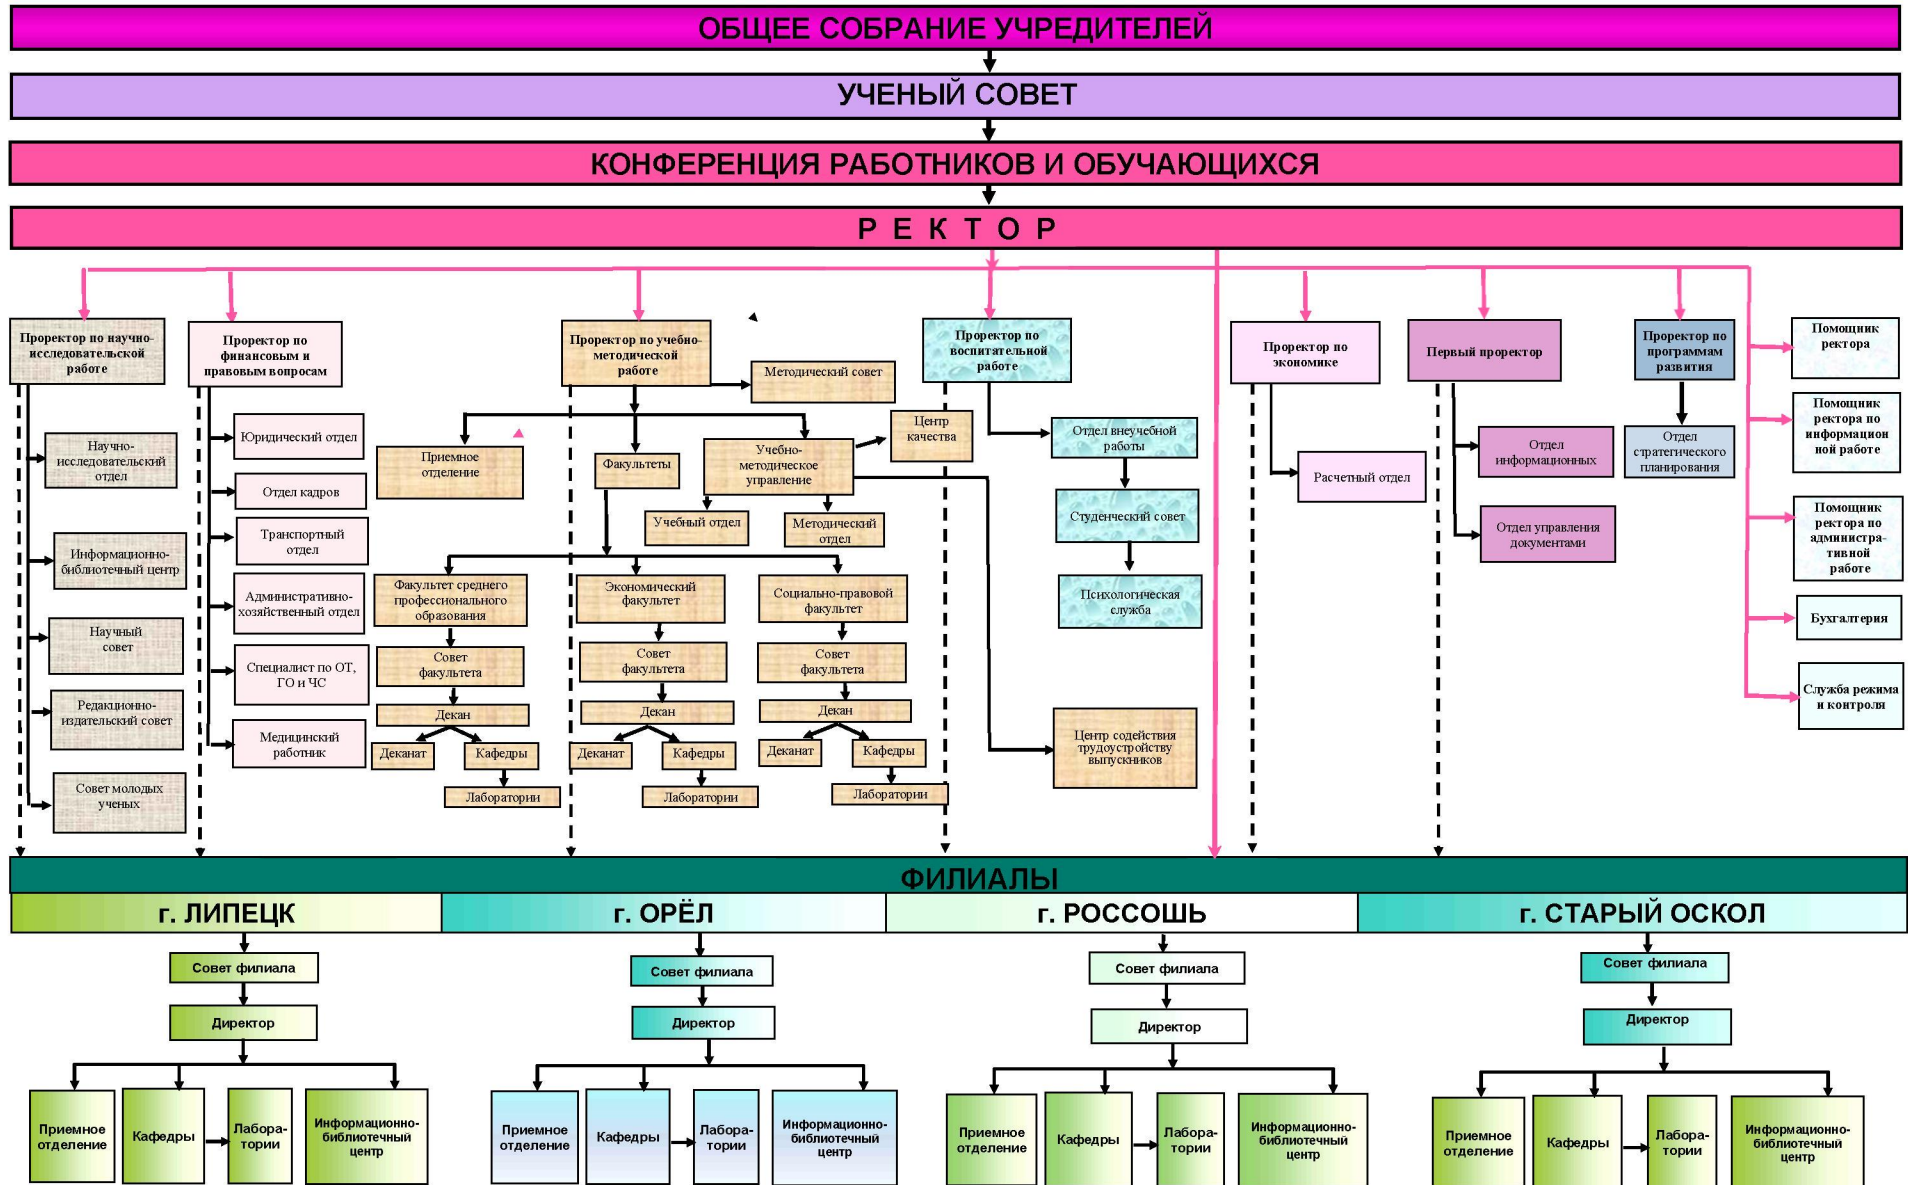 ОБЩЕЕ СОБРАНИЕ УЧРЕДИТЕЛЕЙ
УЧЕНЫЙ СОВЕТ
КОНФЕРЕНЦИЯ РАБОТНИКОВ И ОБУЧАЮЩИХСЯ
Р Е К Т О Р
Проректор по научно-
исследовательской
работе
Научно-
исследовательский
отдел
Информационно-
библиотечный центр
Научный
совет
Редакционно-
издательский совет
Совет молодых
ученых
Проректор по
финансовым и
правовым вопросам
Юридический отдел
Отдел кадров
Транспортный
отдел
Административно-
хозяйственный отдел
Специалист по ОТ,
ГО и ЧС
Медицинский
работник
Проректор по учебно-
методической
работе
Методический совет
Приемное
отделение
Факультеты
Учебно-
методическое
управление
Центр
качества
Учебный отдел
Методический
отдел
Факультет среднего
профессионального
образования
Совет
факультета
Декан
Деканат
Кафедры
Лаборатории
Экономический
факультет
Совет
факультета
Декан
Деканат
Кафедры
Лаборатории
Социально-правовой
факультет
Совет
факультета
Декан
Деканат
Кафедры
Лаборатории
Центр содействия
трудоустройству
выпускников
Проректор по
воспитательной
работе
Отдел внеучебной
работы
Студенческий совет
Психологическая
служба
Проректор по
экономике
Расчетный отдел
Первый проректор
Отдел
информационных
Отдел управления
документами
Проректор по
программам
развития
Отдел
стратегического
планирования
Помощник
ректора
Помощник
ректора по
информацион
ной работе
Помощник
ректора по
администра-
тивной
работе
Бухгалтерия
Служба режима
и контроля
ФИЛИАЛЫ
г. ЛИПЕЦК
Совет филиала
Директор
Приемное
отделение
Кафедры
Лабора-
тории
Информационно-
библиотечный
центр
г. ОРЁЛ
Совет филиала
Директор
Приемное
отделение
Кафедры
Лабора-
тории
Информационно-
библиотечный
центр
г. РОССОШЬ
Совет филиала
Директор
Приемное
отделение
Кафедры
Лабора-
тории
Информационно-
библиотечный
центр
г. СТАРЫЙ ОСКОЛ
Совет филиала
Директор
Приемное
отделение
Кафедры
Лабора-
тории
Информационно-
библиотечный
центр